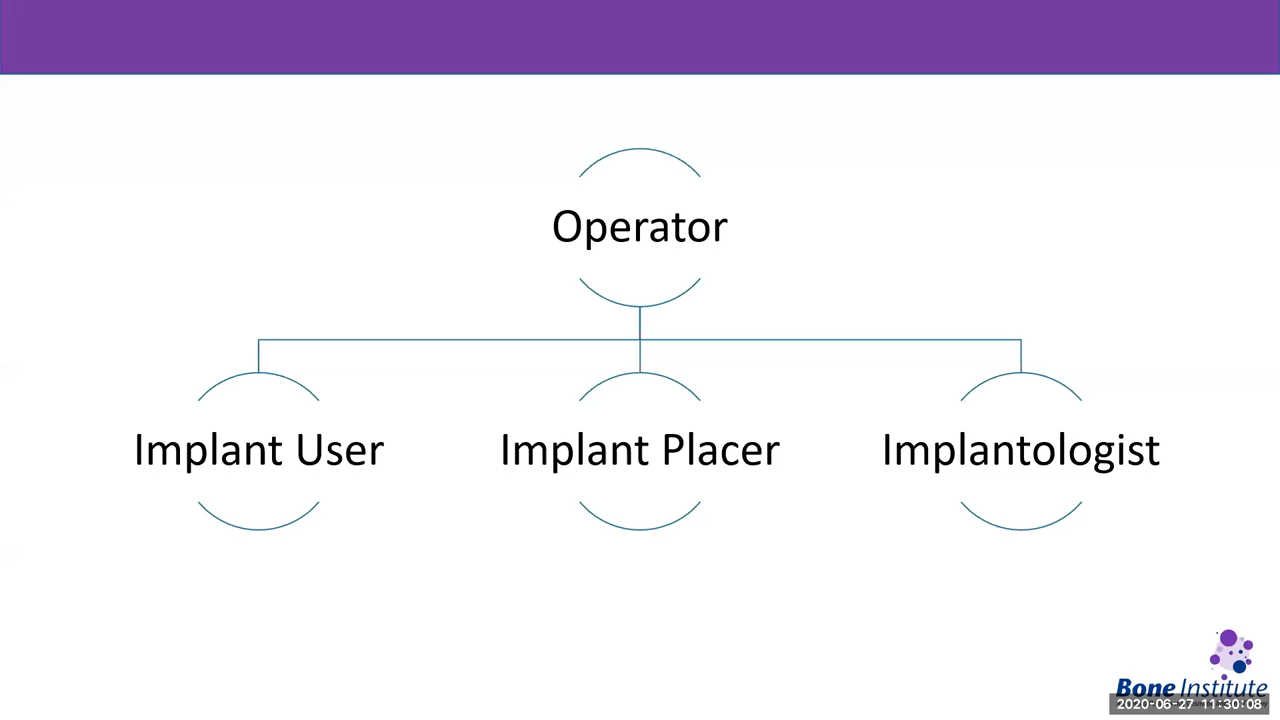 Operator
Implant User
Implant Placer
Implantologist
Bone Institute
2020-06-27 11:30:08